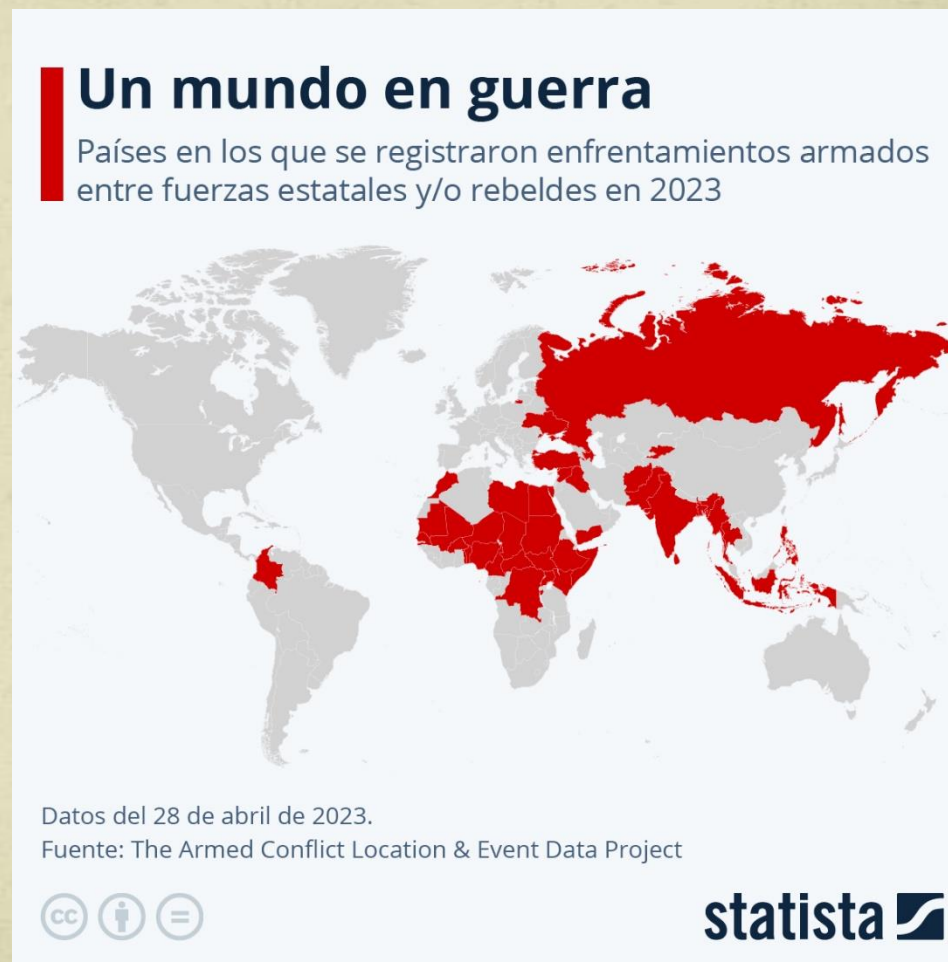 Un mundo en guerra
Países en los que se registraron enfrentamientos armados
entre fuerzas estatales y/o rebeldes en 2023
Datos del 28 de abril de 2023.
Fuente: The Armed Conflict Location & Event Data Project
cc
statista